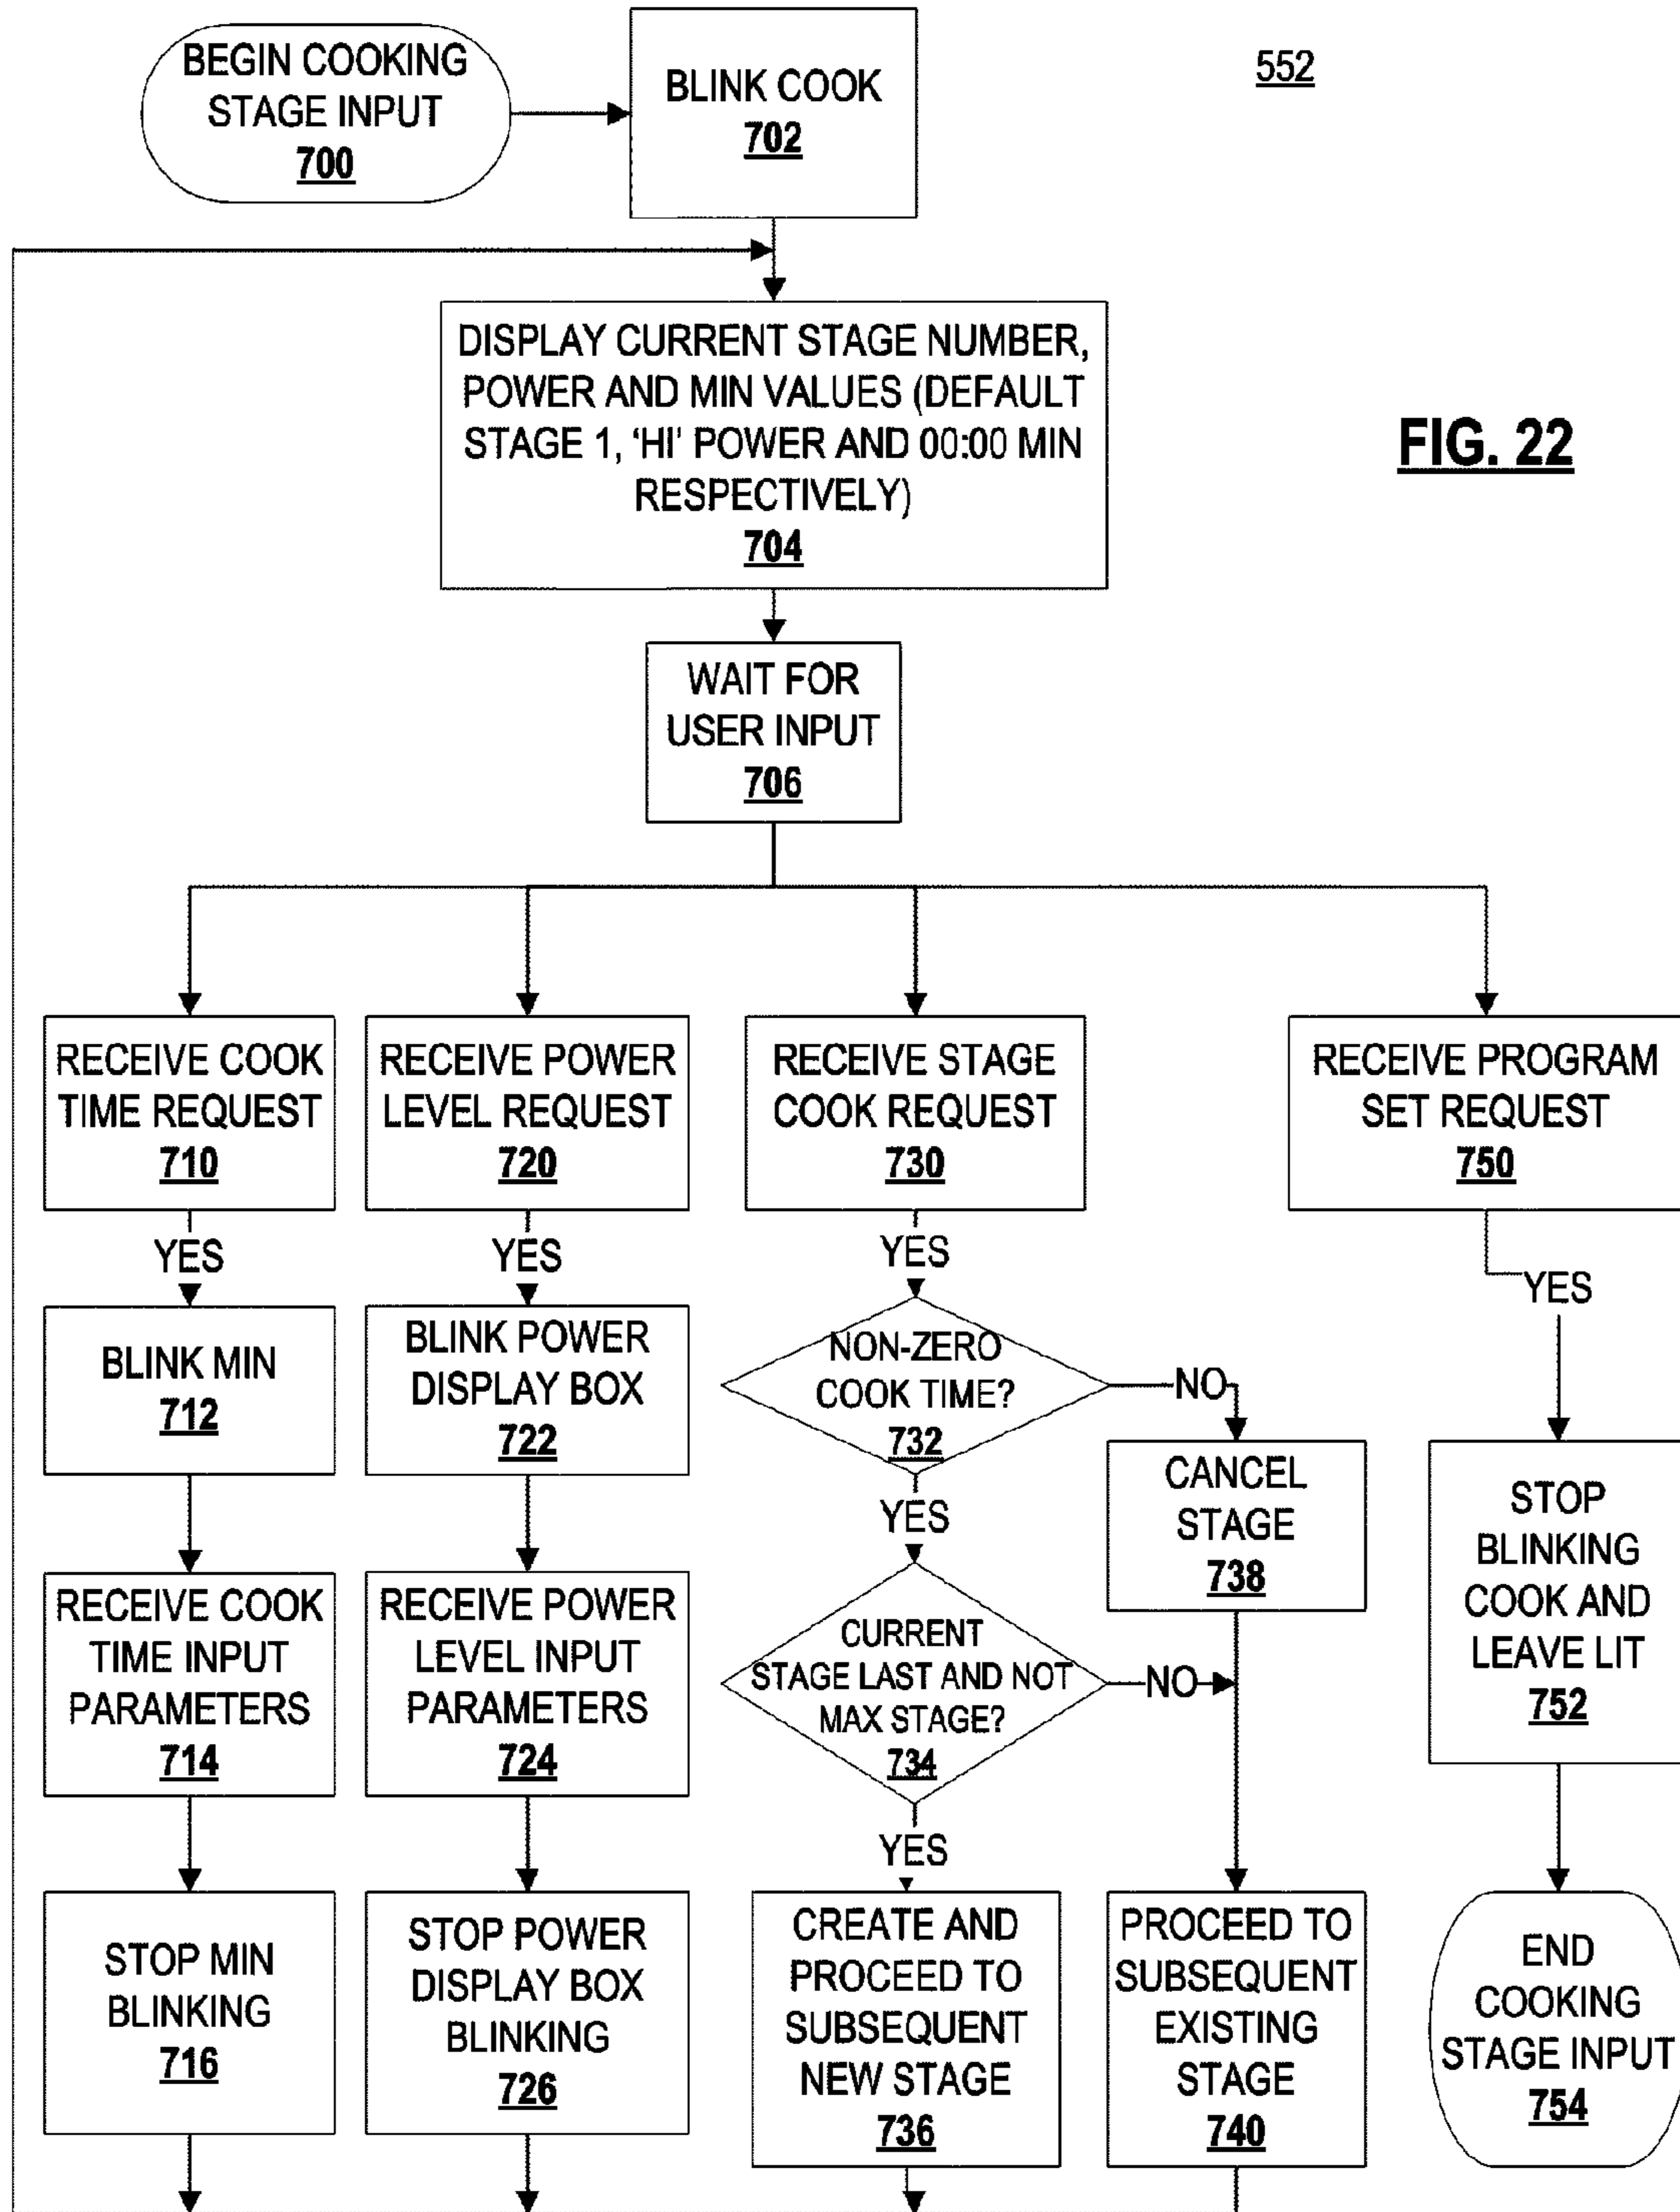 BEGIN COOKING
STAGE INPUT
700
BLINK COOK
702
552
DISPLAY CURRENT STAGE NUMBER,
POWER AND MIN VALUES (DEFAULT
STAGE 1, ‘HI’ POWER AND 00:00 MIN
RESPECTIVELY)
704
FIG. 22
WAIT FOR
USER INPUT
706
RECEIVE COOK
TIME REQUEST
710
RECEIVE POWER
LEVEL REQUEST
720
RECEIVE STAGE
COOK REQUEST
730
RECEIVE PROGRAM
SET REQUEST
750
YES
YES
YES
YES
BLINK MIN
712
BLINK POWER
DISPLAY BOX
722
NON-ZERO
COOK TIME?
732
NO
YES
CANCEL
STAGE
738
STOP
BLINKING
COOK AND
LEAVE LIT
752
RECEIVE COOK
TIME INPUT
PARAMETERS
714
RECEIVE POWER
LEVEL INPUT
PARAMETERS
724
CURRENT
STAGE LAST AND NOT
MAX STAGE?
734
NO
YES
STOP MIN
BLINKING
716
STOP POWER
DISPLAY BOX
BLINKING
726
CREATE AND
PROCEED TO
SUBSEQUENT
NEW STAGE
736
PROCEED TO
SUBSEQUENT
EXISTING
STAGE
740
END
COOKING
STAGE INPUT
754